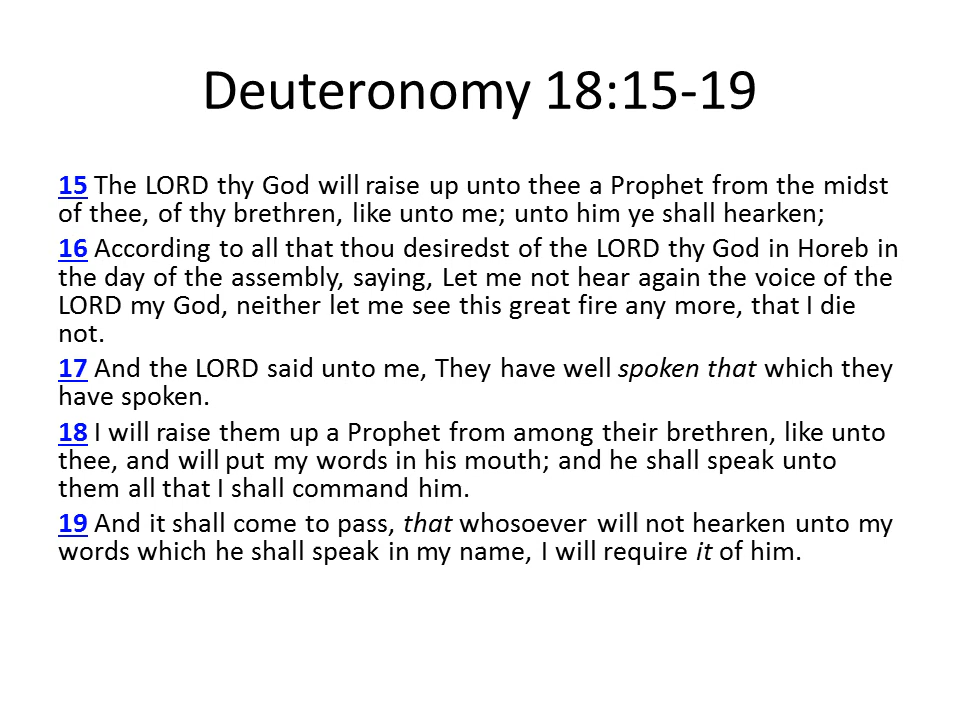 Deuteronomy 18:15-19
15 The LORD thy God will raise up unto thee a Prophet from the midst
of thee, of thy brethren, like unto me; unto him ye shall hearken;
16 According to all that thou desiredst of the LORD thy God in Horeb in
the day of the assembly, saying, Let me not hear again the voice of the
LORD my God, neither let me see this great fire any more, that I die
not.
17 And the LORD said unto me, They have well spoken that which they
have spoken.
18 I will raise them up a Prophet from among their brethren, like unto
thee, and will put my words in his mouth; and he shall speak unto
them all that I shall command him.
19 And it shall come to pass, that whosoever will not hearken unto my
words which he shall speak in my name, I will require it of him.